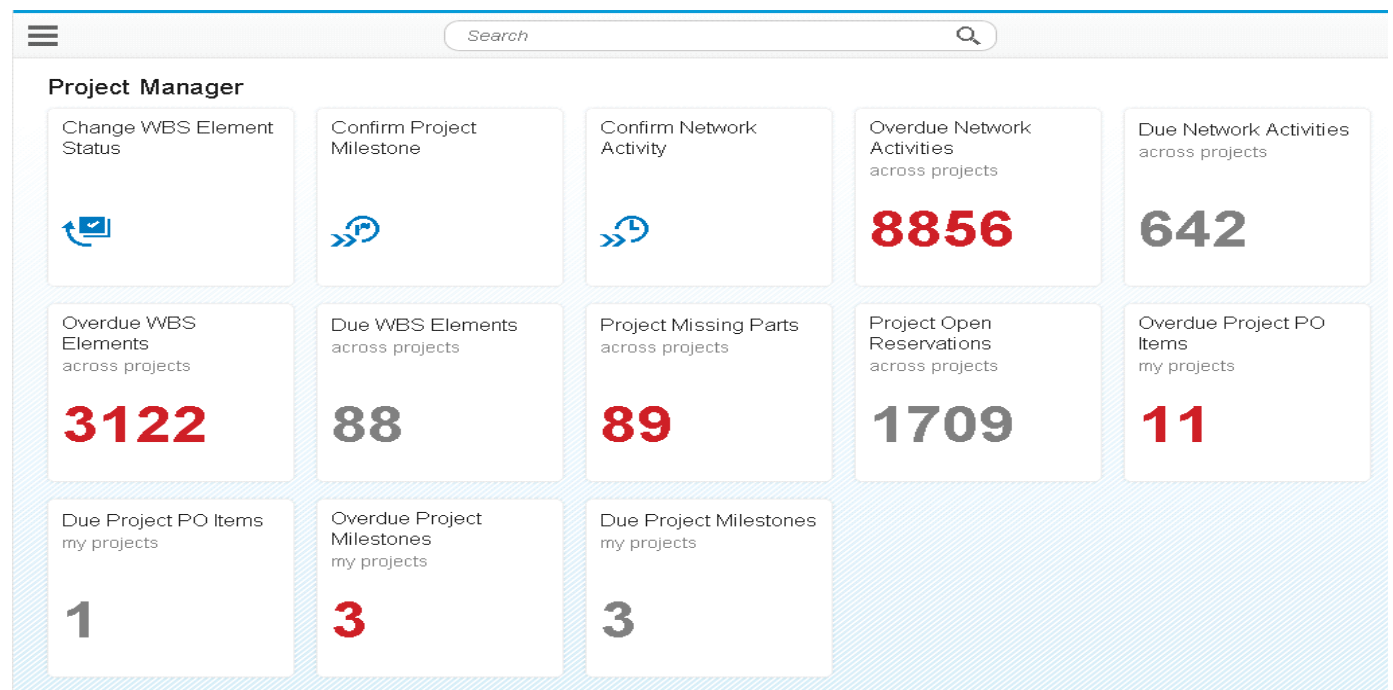 Search
Project Manager
Change WBS Element
Status
Confirm Project
Milestone
Confirm Network
Activity
Overdue Network
Activities
across projects
8856
Due Network Activities
across projects
642
Overdue WBS
Elements
across projects
3122
Due WBS Elements
across projects
88
Project Missing Parts
across projects
89
Project Open
Reservations
across projects
1709
Overdue Project PO
Items
my projects
11
Due Project PO Items
my projects
1
Overdue Project
Milestones
my projects
3
Due Project Milestones
my projects
3